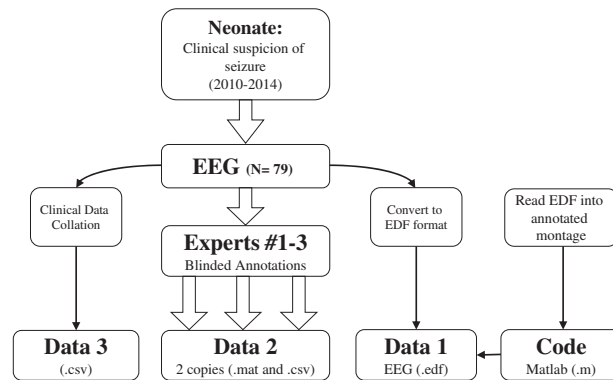 Neonate:
Clinical suspicion of
seizure
(2010-2014)
EEG (N= 79)
Clinical Data
Collation
Experts #1-3
Blinded Annotations
Convert to
EDF format
Read EDF into
annotated
montage
Data 3
(.csv)
Data 2
2 copies (.mat and .csv)
Data 1
EEG (.edf)
Code
Matlab (.m)